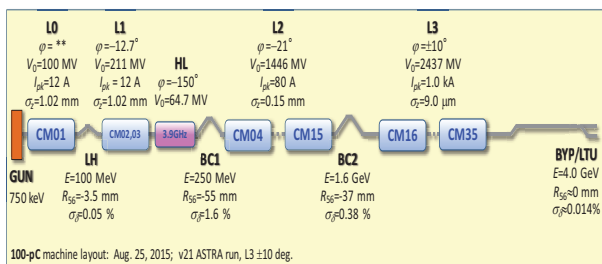 L0
φ= **
V0=100 MV
Ipk=12 A
σz=1.02 mm
L1
φ=−12.7°
V0=211 MV
Ipk=12 A
σz=1.02 mm
HL
φ=−150°
V0=64.7 MV
L2
φ=−21°
V0=1446 MV
Ipk=80 A
σz=0.15 mm
L3
φ=±10°
V0=2437 MV
Ipk=1.0 kA
σz=9.0 μm
CM01
CM02,03
3.9GHz
CM04
CM15
CM16
CM35
GUN
750 keV
LH
E=100 MeV
R56=-3.5 mm
σδ=0.05 %
BC1
E=250 MeV
R56=-55 mm
σδ=1.6 %
BC2
E=1.6 GeV
R56=-37 mm
σδ=0.38 %
BYP/LTU
E=4.0 GeV
R56≈0 mm
σδ≈0.014%
100-pC machine layout: Aug. 25, 2015; v21 ASTRA run, L3 ±10 deg.